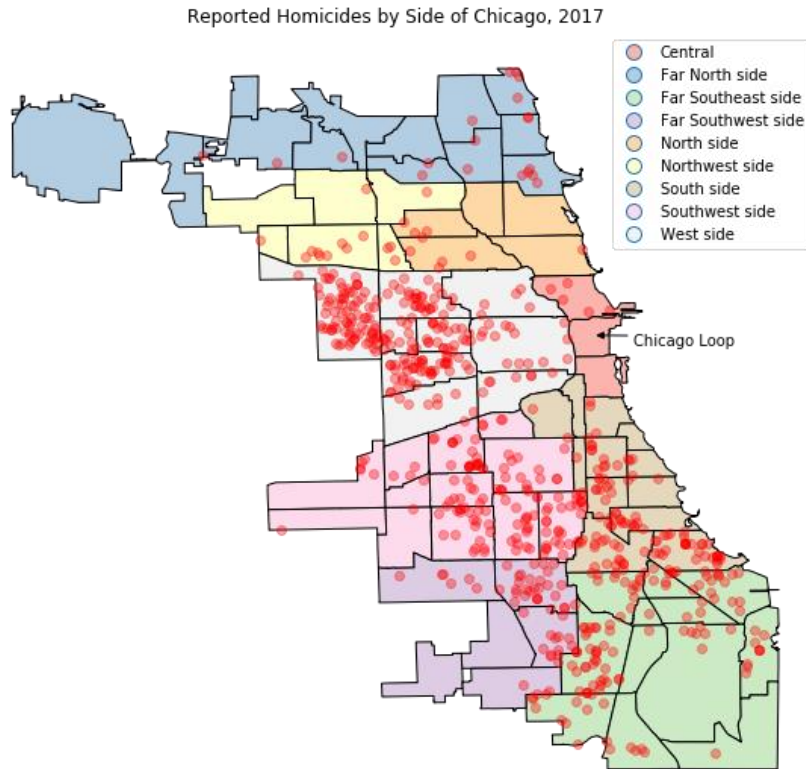 Reported Homicides by Side of Chicago, 2017
Central
Far North side
Far Southeast side
Far Southwest side
North side
Northwest side
South side
Southwest side
West side
Chicago Loop